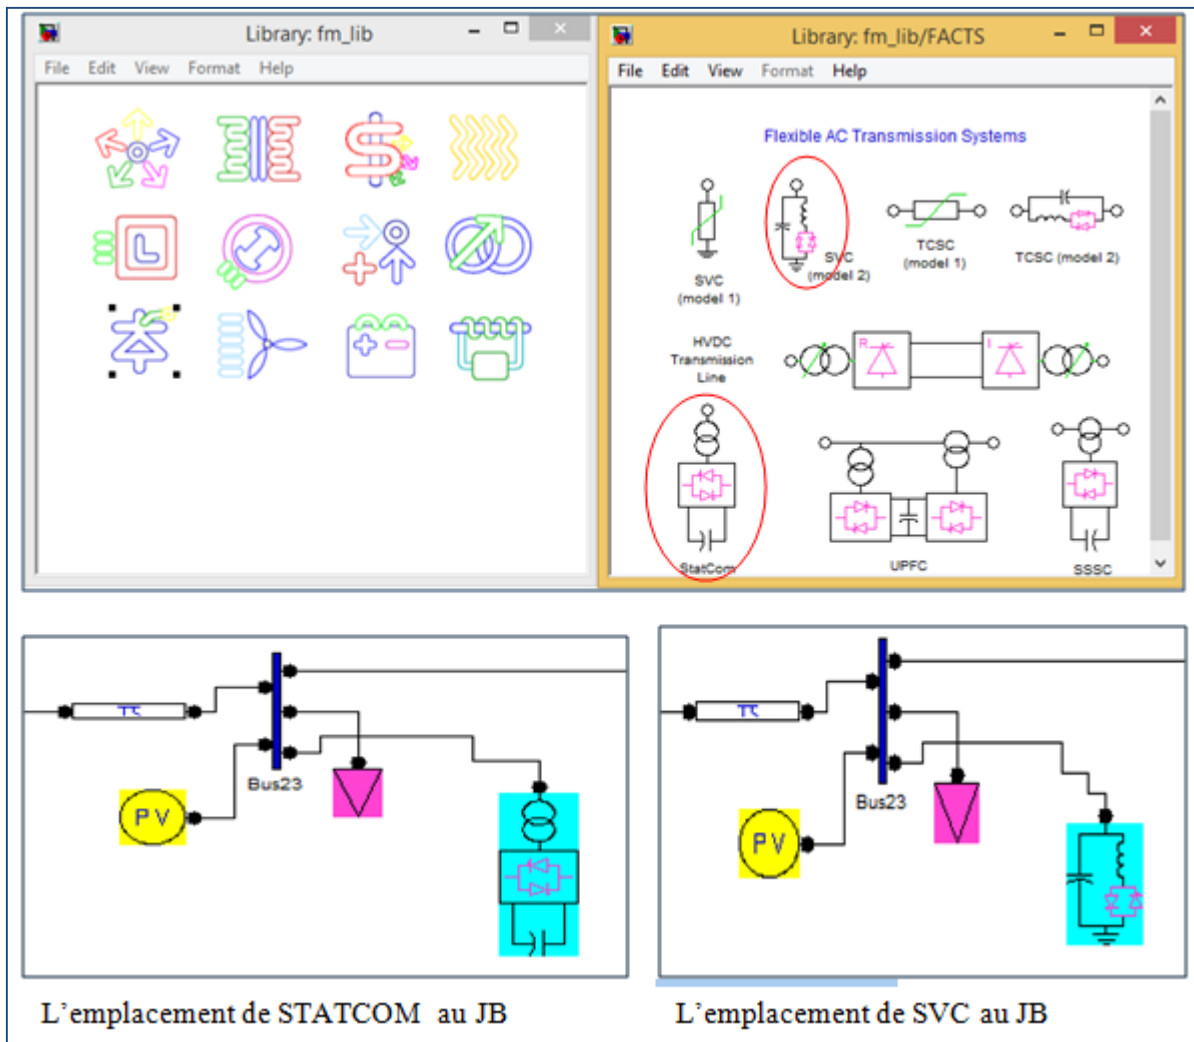 Library: fm_lib
File Edit View Format Help
Library: fm_lib/FACTS
File Edit View Format Help
Flexible AC Transmission Systems
SVC
(model 1)
SVC
(model 2)
TCSC
(model 1)
TCSC (model 2)
HVDC
Transmission
Line
R
I
StatCom
UPFC
SSSC
π
Bus23
PV
π
Bus23
PV
L'emplacement de STATCOM au JB
L'emplacement de SVC au JB